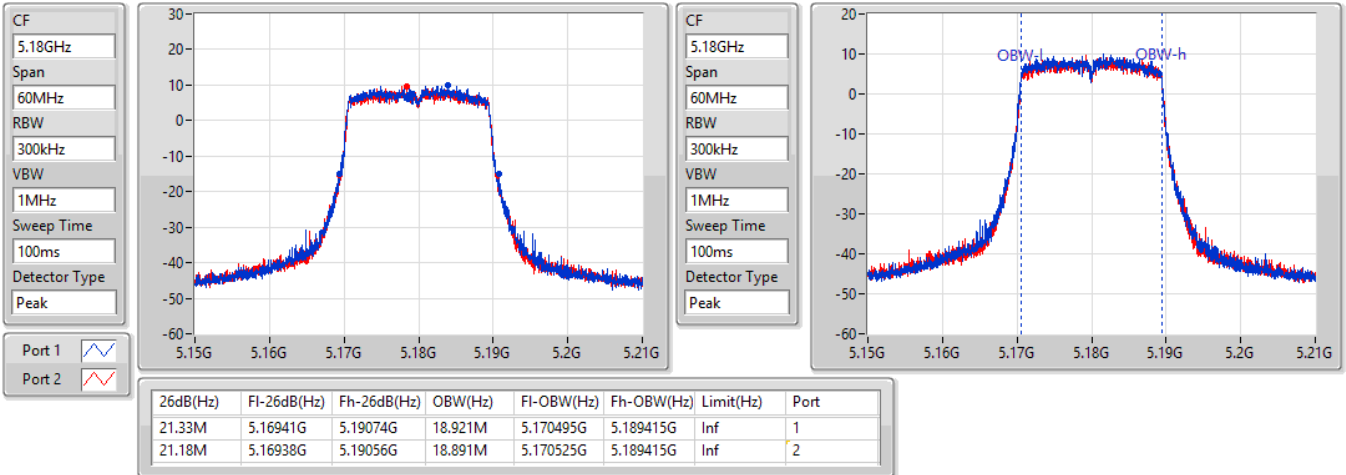 CF
5.18GHz
Span
60MHz
RBW
300kHz
VBW
1MHz
Sweep Time
100ms
Detector Type
Peak
30
20
10
0
-10
-20
-30
-40
-50
-60
5.15G 5.16G 5.17G 5.18G 5.19G 5.2G 5.21G
CF
5.18GHz
Span
60MHz
RBW
300kHz
VBW
1MHz
Sweep Time
100ms
Detector Type
Peak
20
10
0
-10
-20
-30
-40
-50
-60
OBW-l OBW-h
5.15G 5.16G 5.17G 5.18G 5.19G 5.2G 5.21G
Port 1
Port 2
26dB(Hz) Fl-26dB(Hz) Fh-26dB(Hz) OBW(Hz) Fl-OBW(Hz) Fh-OBW(Hz) Limit(Hz) Port
21.33M 5.16941G 5.19074G 18.921M 5.170495G 5.189415G Inf 1
21.18M 5.16938G 5.19056G 18.891M 5.170525G 5.189415G Inf 2